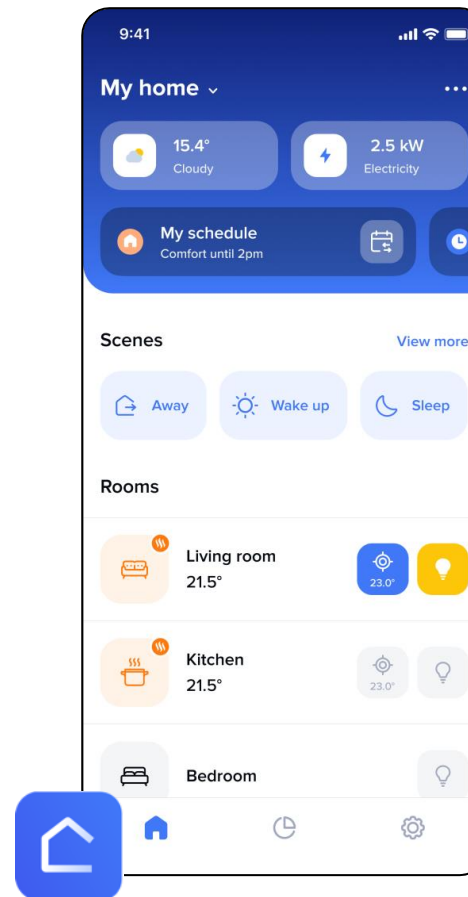 9:41
My home
15.4°
Cloudy
2.5 kW
Electricity
My schedule
Comfort until 2pm
Scenes
View more
Away
Wake up
Sleep
Rooms
Living room
21.5°
23.0°
Kitchen
21.5°
23.0°
Bedroom